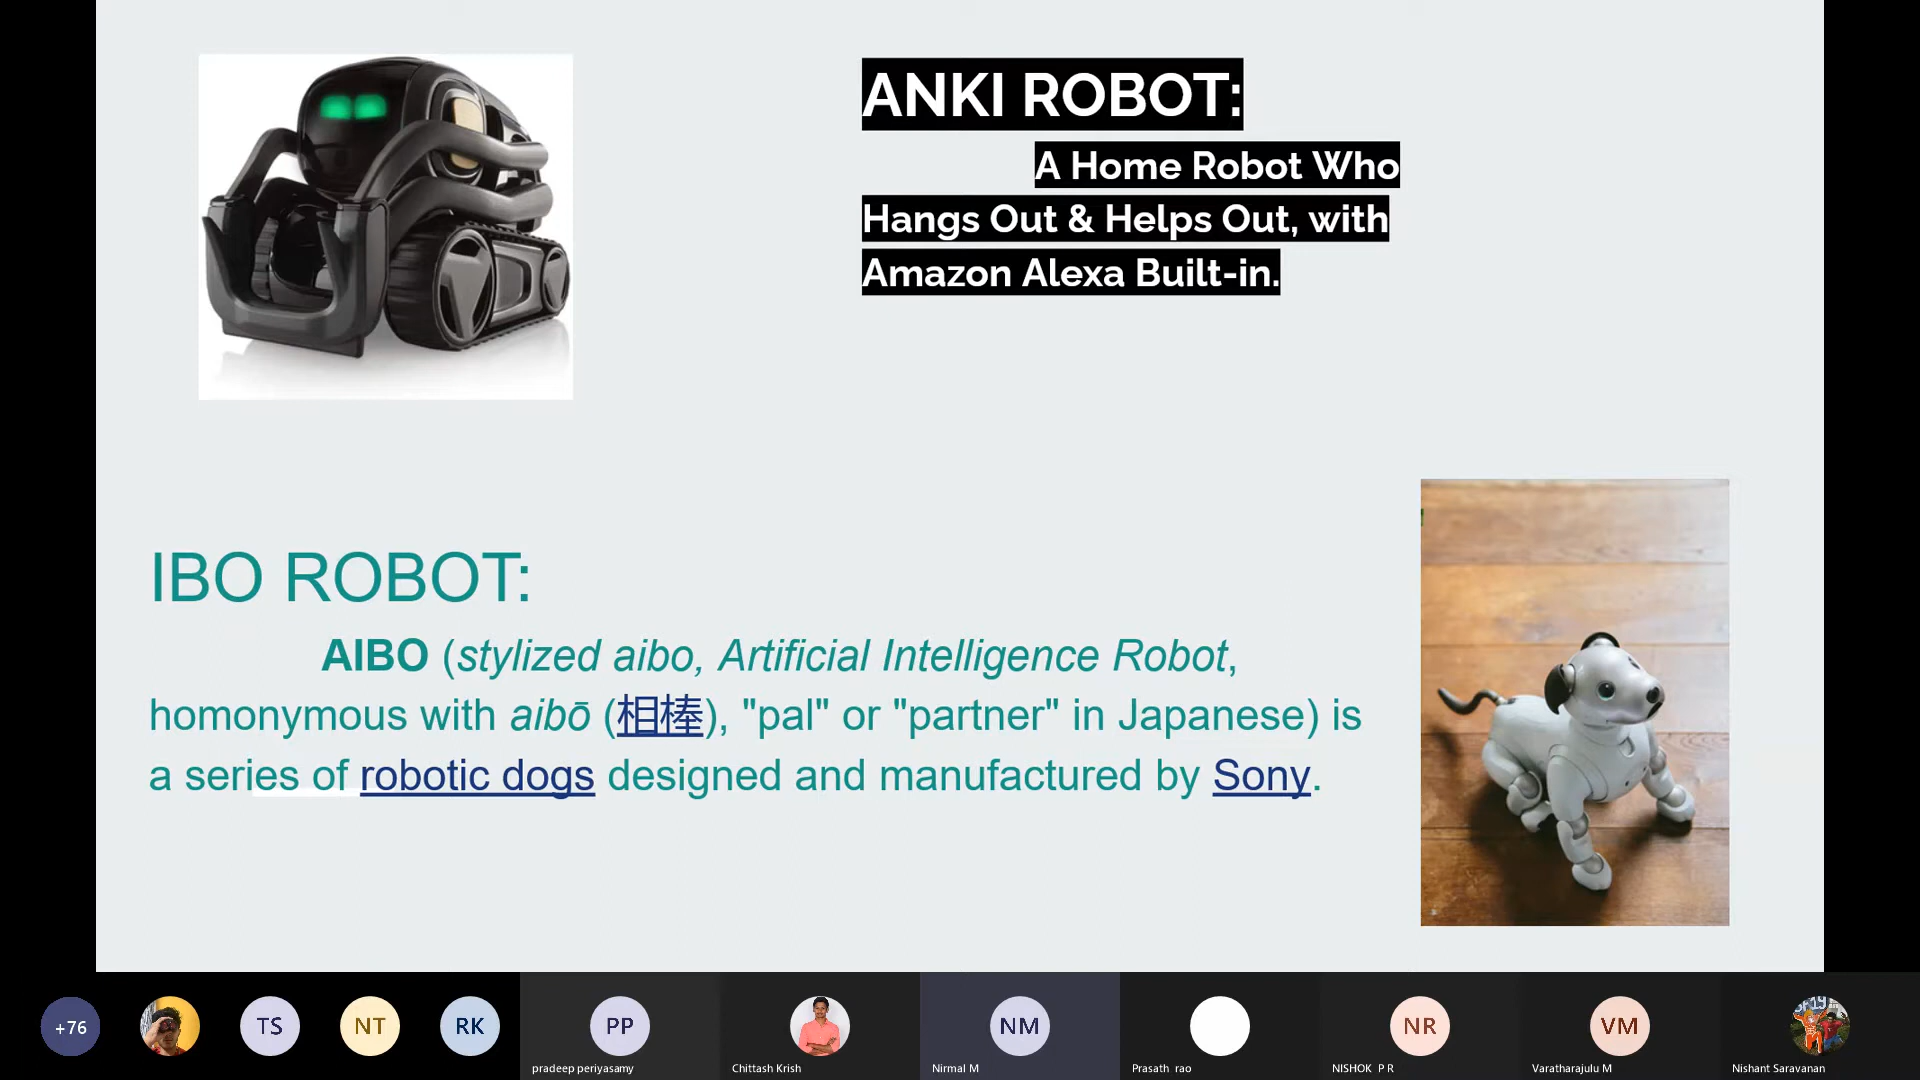 ANKI ROBOT:
A Home Robot Who
Hangs Out & Helps Out, with
Amazon Alexa Built-in.
IBO ROBOT:
AIBO (stylized aibo, Artificial Intelligence Robot,
homonymous with aibō (相棒), "pal" or "partner" in Japanese) is
a series of robotic dogs designed and manufactured by Sony.
+76
TS
NT
RK
PP
NM
NR
VM
pradeep periyasamy
Chittash Krish
Nirmal M
Prasath rao
NISHOK P R
Varatharajulu M
Nishant Saravanan